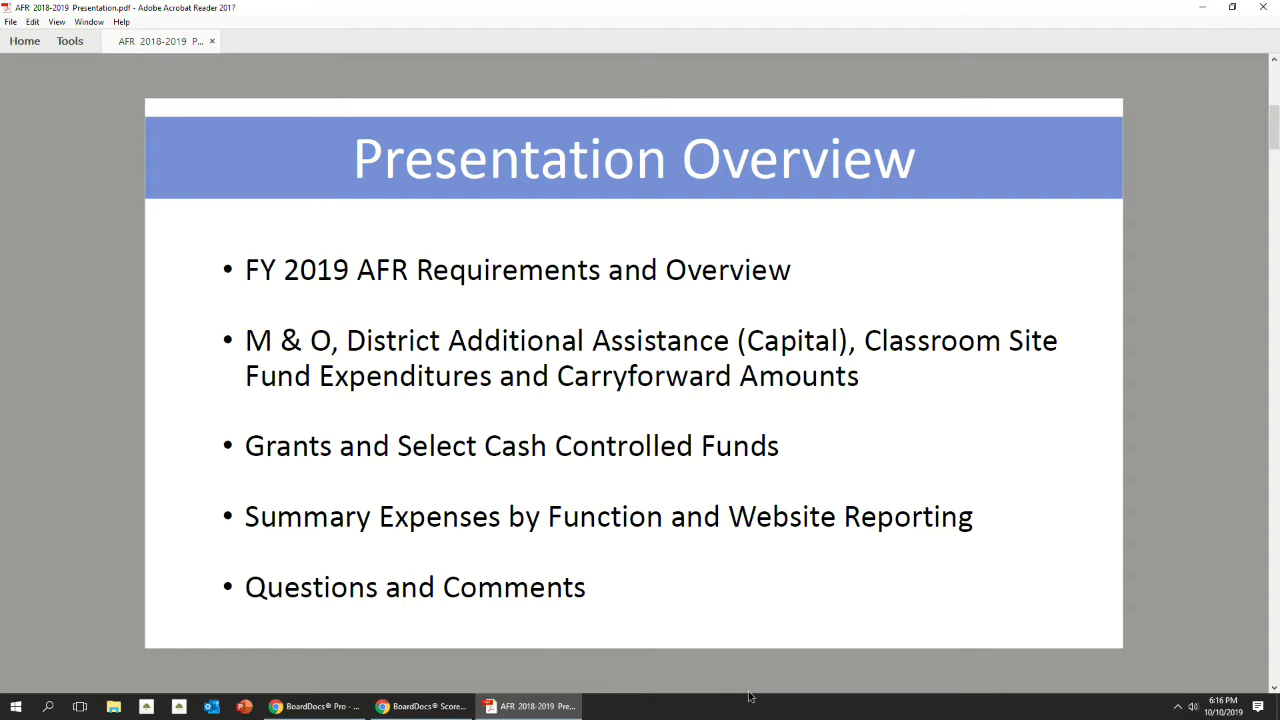 AFR 2018-2019 Presentation.pdf - Adobe Acrobat Reader 2017
File Edit View Window Help
Home Tools AFR 2018-2019 P... ×
Presentation Overview
• FY 2019 AFR Requirements and Overview
• M & O, District Additional Assistance (Capital), Classroom Site
Fund Expenditures and Carryforward Amounts
• Grants and Select Cash Controlled Funds
• Summary Expenses by Function and Website Reporting
• Questions and Comments
BoardDocs® Pro - ... BoardDocs® Score... AFR 2018-2019 Pre... 6:16 PM
10/10/2019